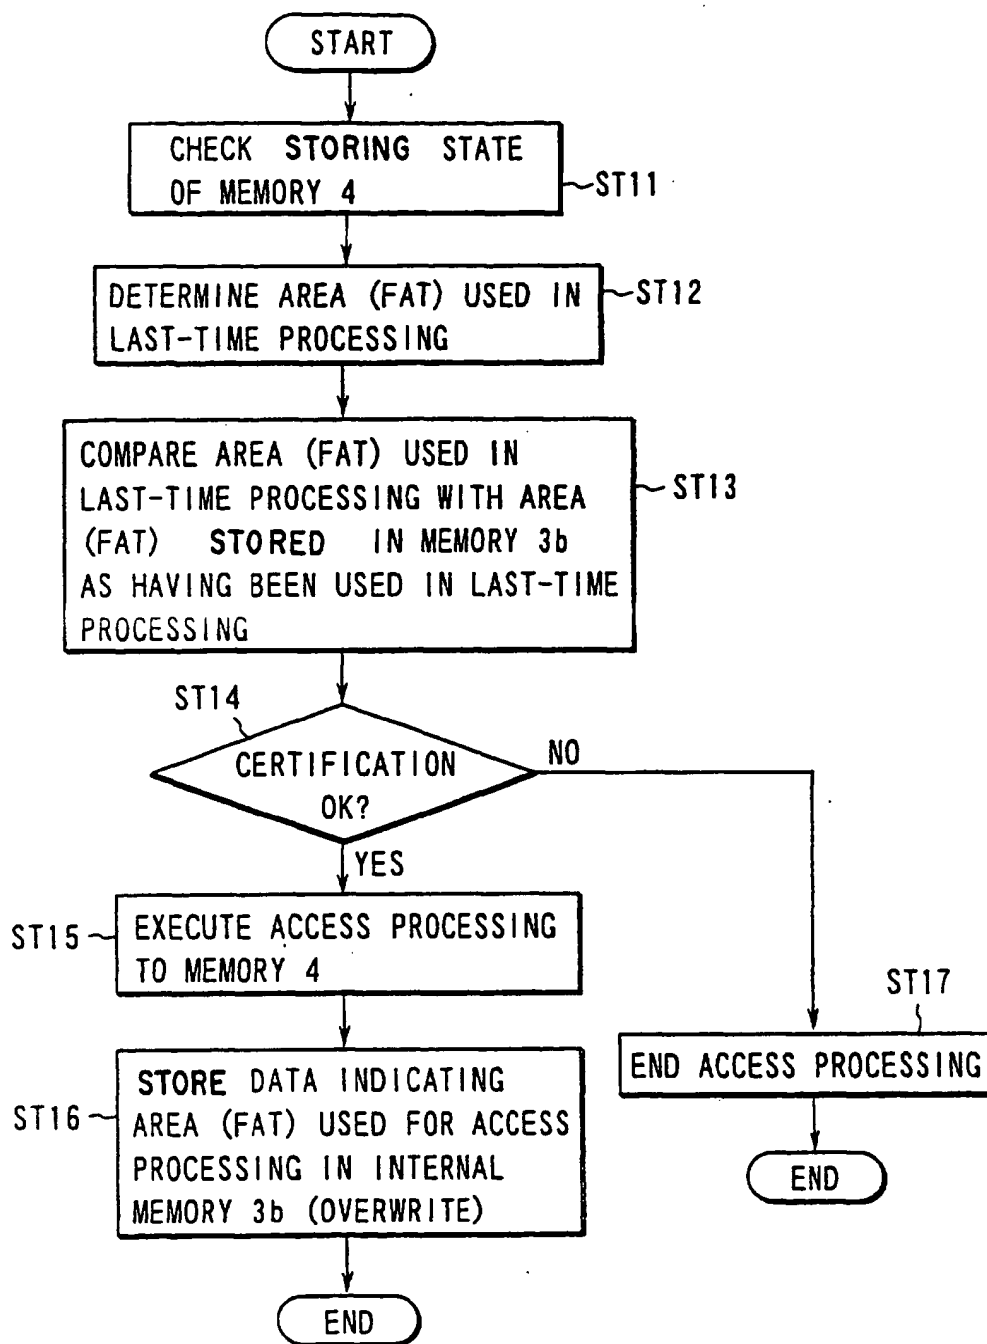 START
CHECK STORING STATE
OF MEMORY 4
ST11
DETERMINE AREA (FAT) USED IN
LAST-TIME PROCESSING
ST12
COMPARE AREA (FAT) USED IN
LAST-TIME PROCESSING WITH AREA
(FAT) STORED IN MEMORY 3b
AS HAVING BEEN USED IN LAST-TIME
PROCESSING
ST13
ST14
CERTIFICATION
OK?
NO
YES
ST15
EXECUTE ACCESS PROCESSING
TO MEMORY 4
ST16
STORE DATA INDICATING
AREA (FAT) USED FOR ACCESS
PROCESSING IN INTERNAL
MEMORY 3b (OVERWRITE)
END
ST17
END ACCESS PROCESSING
END